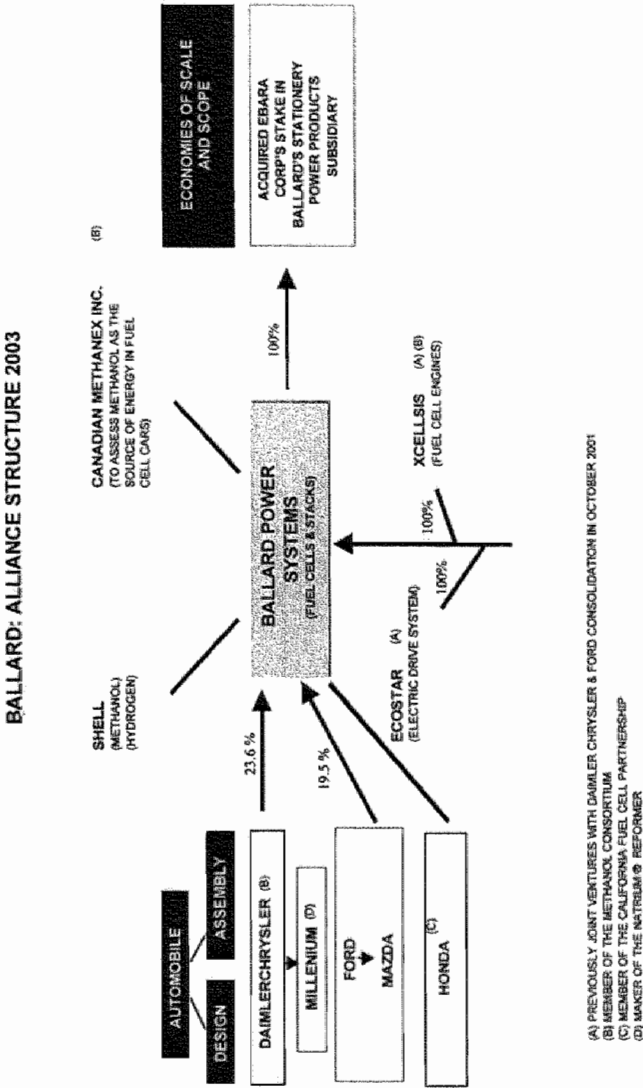 BALLARD: ALLIANCE STRUCTURE 2003
AUTOMOBILE
DESIGN
ASSEMBLY
DAIMLERCHRYSLER (B)
MILLENIUM (D)
FORD
MAZDA
HONDA (C)
SHELL
(METHANOL)
(HYDROGEN)
CANADIAN METHANEX INC. (B)
(TO ASSESS METHANOL AS THE
SOURCE OF ENERGY IN FUEL
CELL CARS)
23.6 %
19.5 %
BALLARD POWER
SYSTEMS
(FUEL CELLS & STACKS)
100%
ECONOMIES OF SCALE
AND SCOPE
ACQUIRED EBARA
CORP'S STAKE IN
BALLARD'S STATIONERY
POWER PRODUCTS
SUBSIDIARY
ECOSTAR (A)
(ELECTRIC DRIVE SYSTEM)
100%
100%
XCELLSIS (A) (B)
(FUEL CELL ENGINES)
(A) PREVIOUSLY JOINT VENTURES WITH DAIMLER CHRYSLER & FORD CONSOLIDATION IN OCTOBER 2001
(B) MEMBER OF THE METHANOL CONSORTIUM
(C) MEMBER OF THE CALIFORNIA FUEL CELL PARTNERSHIP
(D) MAKER OF THE NATRIUM ® REFORMER